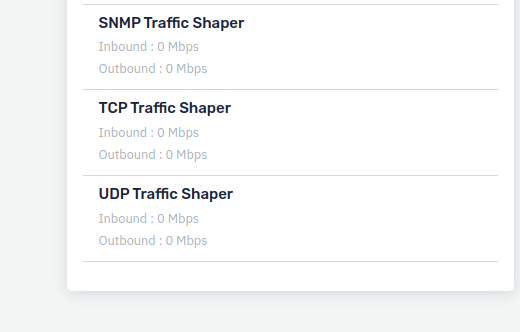 SNMP Traffic Shaper
Inbound : 0 Mbps
Outbound : 0 Mbps
TCP Traffic Shaper
Inbound : 0 Mbps
Outbound : 0 Mbps
UDP Traffic Shaper
Inbound : 0 Mbps
Outbound : 0 Mbps